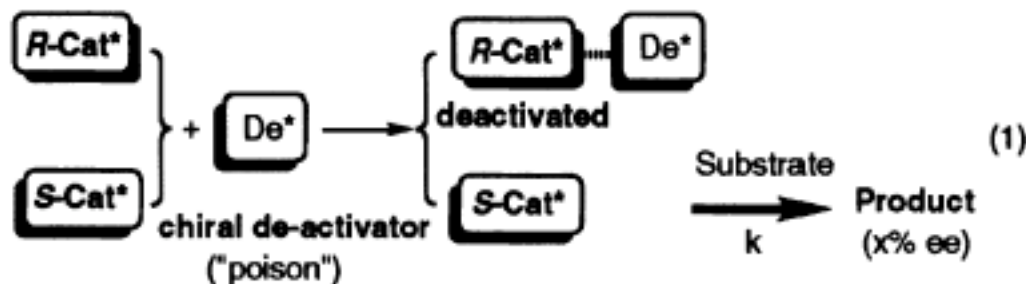 R-Cat* R-Cat* De*
+ De* deactivated
(1)
Substrate
S-Cat* S-Cat* Product
chiral de-activator k (x% ee)
("poison")